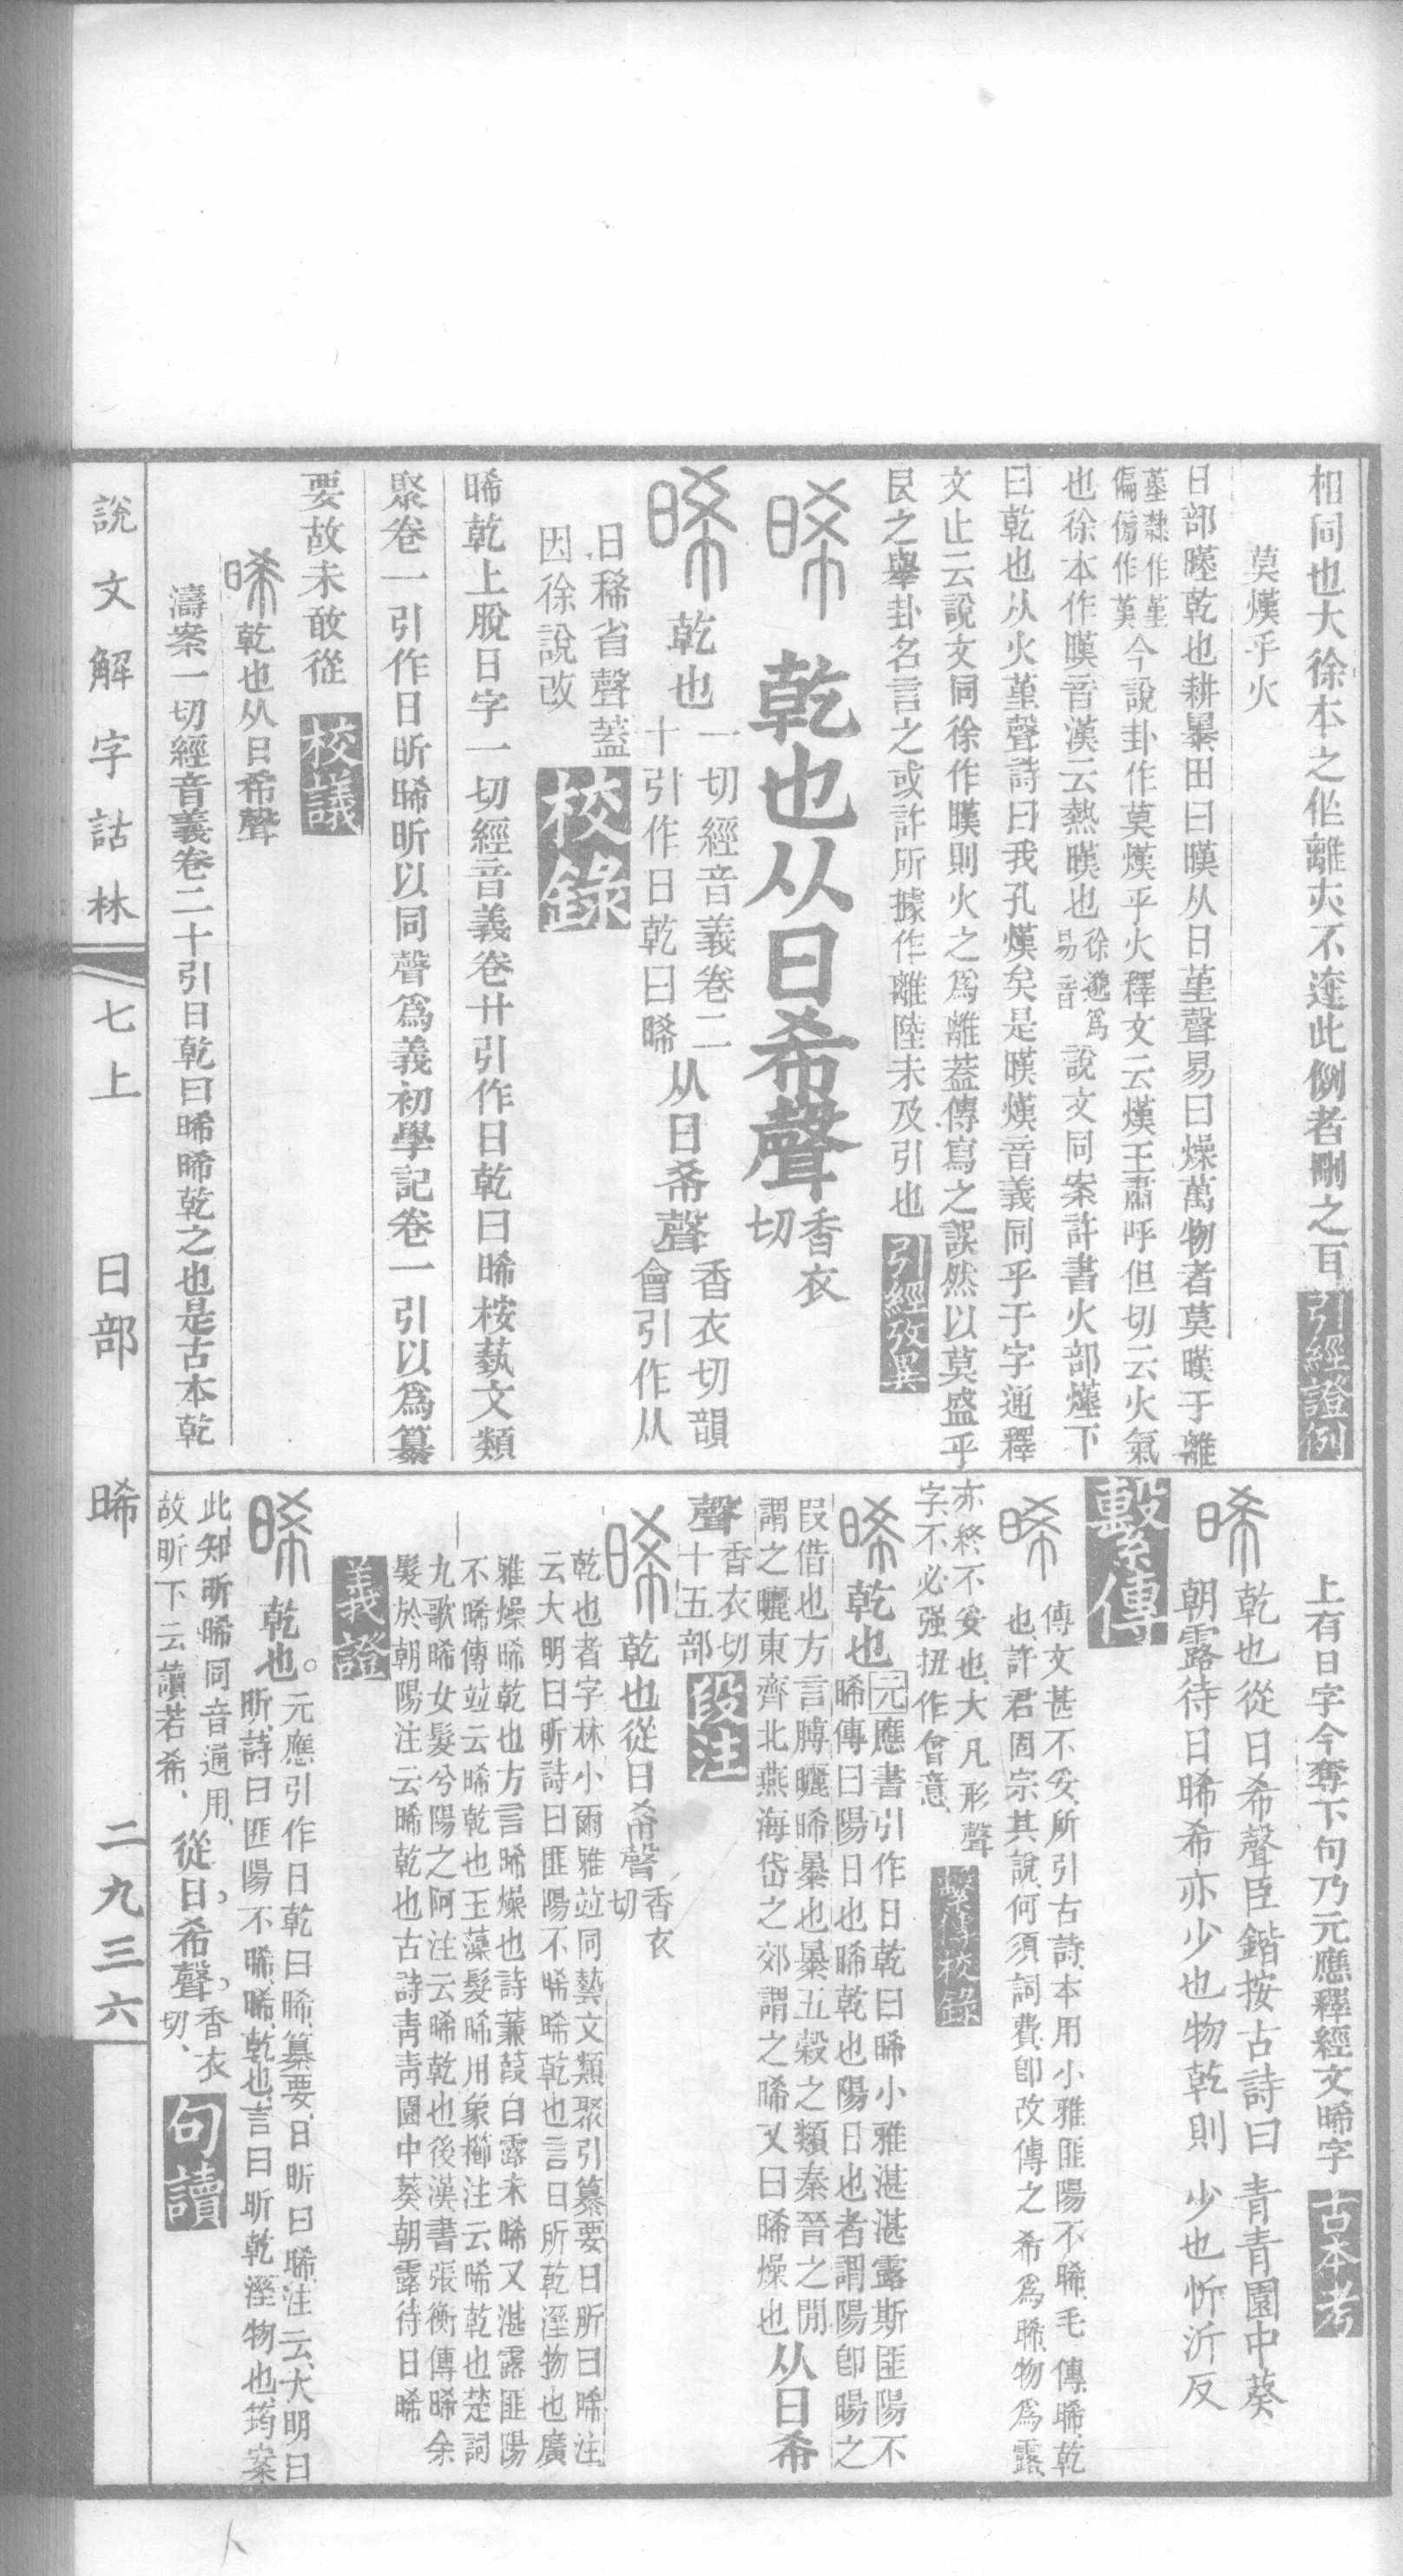 相同也大徐本之作離火不達此例者刪之百引經證例
莫熯乎火
日部㬤乾也耕暴田曰暵从日堇聲易曰燥萬物者莫暵于離
今說卦作莫熯乎火釋文云熯王肅呼但切云火氣
也徐本作暵音漢云熱暵也徐邈爲易音說文同案許書火部熯下
曰乾也从火堇聲詩曰我孔熯矣是暵熯音義同乎于字通釋
文止云說文同徐作暵則火之爲離蓋傳寫之誤然以莫盛乎
艮之舉卦名言之或許所據作離陸未及引也引經攷異
晞乾也从日希聲香衣切
晞乾也一切經音義卷二十引作日乾曰晞从日希聲香衣切韻會引作从
日稀省聲蓋因徐說改校錄
晞乾上脫日字一切經音義卷廿引作日乾曰晞桉蓺文類
聚卷一引作日昕晞昕以同聲爲義初學記卷一引以爲纂
要故未敢從校議
晞乾也从日希聲
濤案一切經音義卷二十引日乾曰晞晞乾之也是古本乾
上有日字今奪下句乃元應釋經文晞字古本考
晞乾也從日希聲臣鍇按古詩曰青青園中葵
朝露待日晞希亦少也物乾則少也忻沂反
繫傳
晞傳文甚不妥所引古詩本用小雅匪陽不晞毛傳晞乾
也許君固宗其說何須詞費卽改傳之希爲晞物爲露
亦終不妥也大凡形聲
字不必强扭作會意繫傳校錄
晞乾也元應書引作日乾曰晞小雅湛湛露斯匪陽不
晞傳曰陽日也晞乾也陽日也者謂陽卽暘之
叚借也方言膊曬晞暴也暴五穀之類秦晉之閒
謂之曬東齊北燕海岱之郊謂之晞又曰晞燥也从日希
聲香衣切十五部段注
晞乾也從日希聲香衣切
乾也者字林小爾雅竝同藝文類聚引纂要日昕曰晞注
云大明日昕詩曰匪陽不晞晞乾也言日所乾溼物也廣
雅燥晞乾也方言晞燥也詩蒹葭白露未晞又湛露匪陽
不晞傳竝云晞乾也玉藻髮晞用象櫛注云晞乾也楚詞
九歌晞女髮兮陽之阿注云晞乾也後漢書張衡傳晞余
髮於朝陽注云晞乾也古詩靑靑園中葵朝露待日晞
義證
晞乾也。元應引作日乾曰晞、纂要、日昕曰晞、注云、大明曰
昕、詩曰匪陽不晞、晞、乾也、言日昕乾溼物也、筠案
此知昕晞同音通用、
故昕下云讀若希、從日希聲香衣切、句讀
說文解字詁林 七上 日部 晞 二九三六